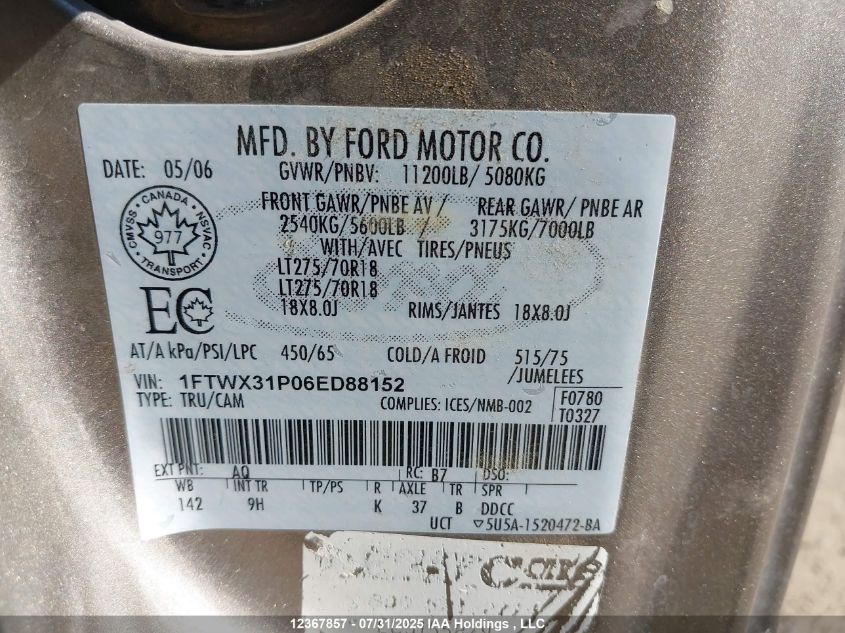 MFD. BY FORD MOTOR CO.
DATE: 05/06 GVWR/PNBV: 11200LB/ 5080KG
FRONT GAWR/PNBE AV / REAR GAWR/ PNBE AR
2540KG/5600LB / 3175KG/7000LB
WITH/AVEC TIRES/PNEUS
CANADA
CMVSS NSVAC
977
TRANSPORT
LT275/70R18
LT275/70R18
18X8.0J RIMS/JANTES 18X8.0J
EC
AT/A kPa/PSI/LPC 450/65 COLD/A FROID 515/75
/JUMELEES
VIN: 1FTWX31P06ED88152
TYPE: TRU/CAM COMPLIES: ICES/NMB-002 F0780
T0327
EXT PNT: AQ RC: B7 DSO:
WB INT TR TP/PS R AXLE TR SPR
142 9H K 37 B DDCC
UCT ▽5U5A-1520472-BA
12367857 - 07/31/2025 IAA Holdings, LLC